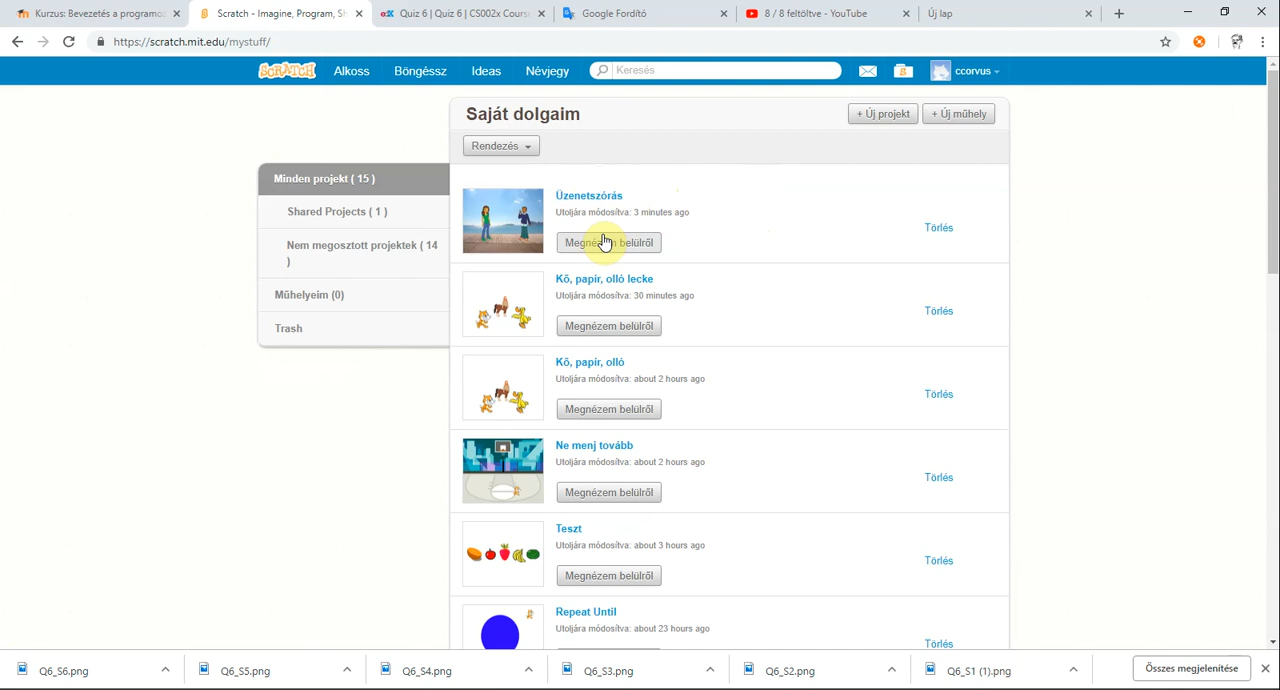 Kurzus: Bevezetés a programoz
Scratch - Imagine, Program, Sh
Quiz 6 | Quiz 6 | CS002x Course
Google Fordító
8 / 8 feltöltve - YouTube
Új lap
https://scratch.mit.edu/mystuff/
SCRATCH
Alkoss
Böngéssz
Ideas
Névjegy
Keresés
ccorvus
Saját dolgaim
+ Új projekt
+ Új műhely
Rendezés
Minden projekt ( 15 )
Shared Projects ( 1 )
Nem megosztott projektek ( 14
)
Műhelyeim (0)
Trash
Üzenetszórás
Utoljára módosítva: 3 minutes ago
Megnézem belülről
Törlés
Kő, papír, olló lecke
Utoljára módosítva: 30 minutes ago
Megnézem belülről
Törlés
Kő, papír, olló
Utoljára módosítva: about 2 hours ago
Megnézem belülről
Törlés
Ne menj tovább
Utoljára módosítva: about 2 hours ago
Megnézem belülről
Törlés
Teszt
Utoljára módosítva: about 3 hours ago
Megnézem belülről
Törlés
Repeat Until
Utoljára módosítva: about 23 hours ago
Törlés
Q6_S6.png
Q6_S5.png
Q6_S4.png
Q6_S3.png
Q6_S2.png
Q6_S1 (1).png
Összes megjelenítése